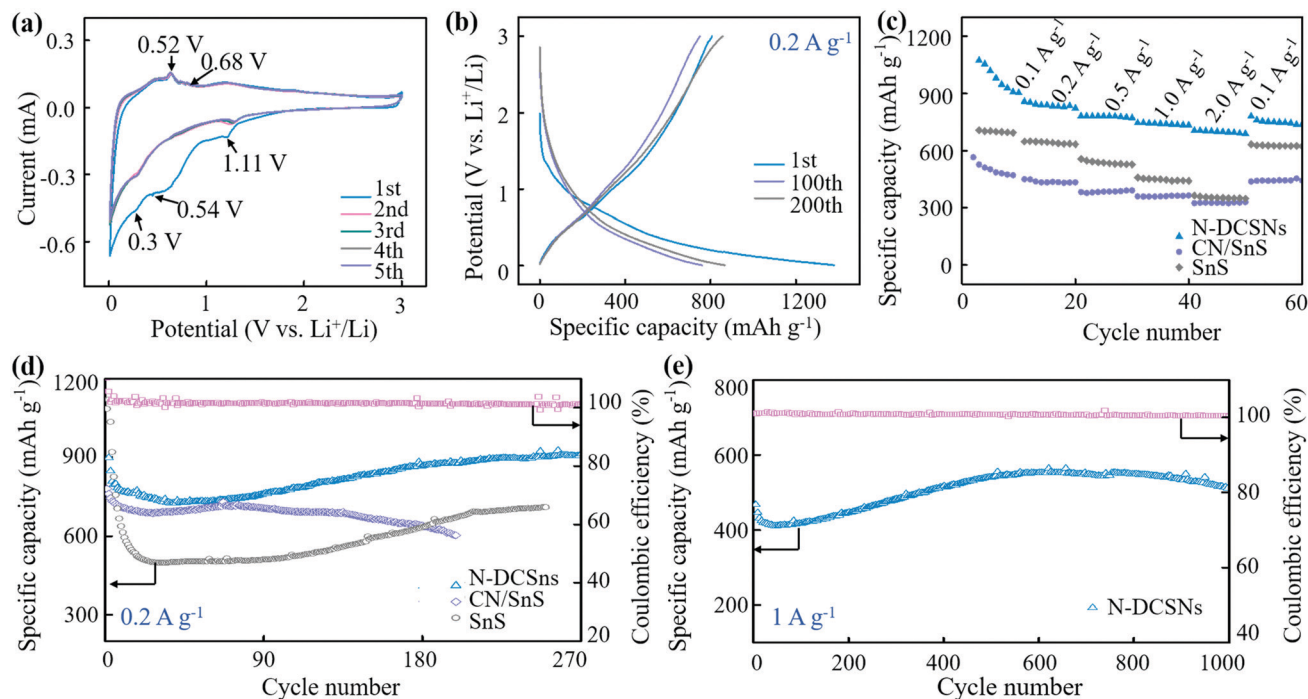 (a)
0.3
0.0
-0.3
-0.6
Current (mA)
0.52 V
0.68 V
1.11 V
0.54 V
0.3 V
1st
2nd
3rd
4th
5th
0 1 2 3
Potential (V vs. Li⁺/Li)
(b)
3
2
1
0
Potential (V vs. Li⁺/Li)
0.2 A g⁻¹
1st
100th
200th
0 400 800 1200
Specific capacity (mAh g⁻¹)
(c)
1200
900
600
300
0
Specific capacity (mAh g⁻¹)
0.1 A g⁻¹
0.2 A g⁻¹
0.5 A g⁻¹
1.0 A g⁻¹
2.0 A g⁻¹
0.1 A g⁻¹
N-DCSNs
CN/SnS
SnS
0 20 40 60
Cycle number
(d)
1200
900
600
300
Specific capacity (mAh g⁻¹)
100
80
60
40
20
Coulombic efficiency (%)
N-DCSns
CN/SnS
SnS
0.2 A g⁻¹
0 90 180 270
Cycle number
(e)
800
600
400
200
Specific capacity (mAh g⁻¹)
100
80
60
40
Coulombic efficiency (%)
N-DCSNs
1 A g⁻¹
0 200 400 600 800 1000
Cycle number